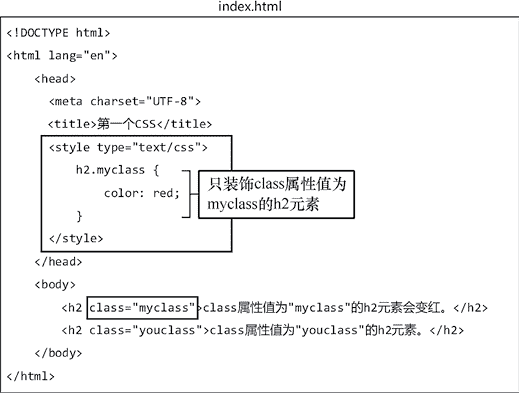 index.html
<!DOCTYPE html>
<html lang="en">
<head>
<meta charset="UTF-8">
<title>第一个CSS</title>
<style type="text/css">
h2.myclass {
color: red;
}
只装饰class属性值为
myclass的h2元素
</style>
</head>
<body>
<h2 class="myclass">class属性值为"myclass"的h2元素会变红。</h2>
<h2 class="youclass">class属性值为"youclass"的h2元素。</h2>
</body>
</html>